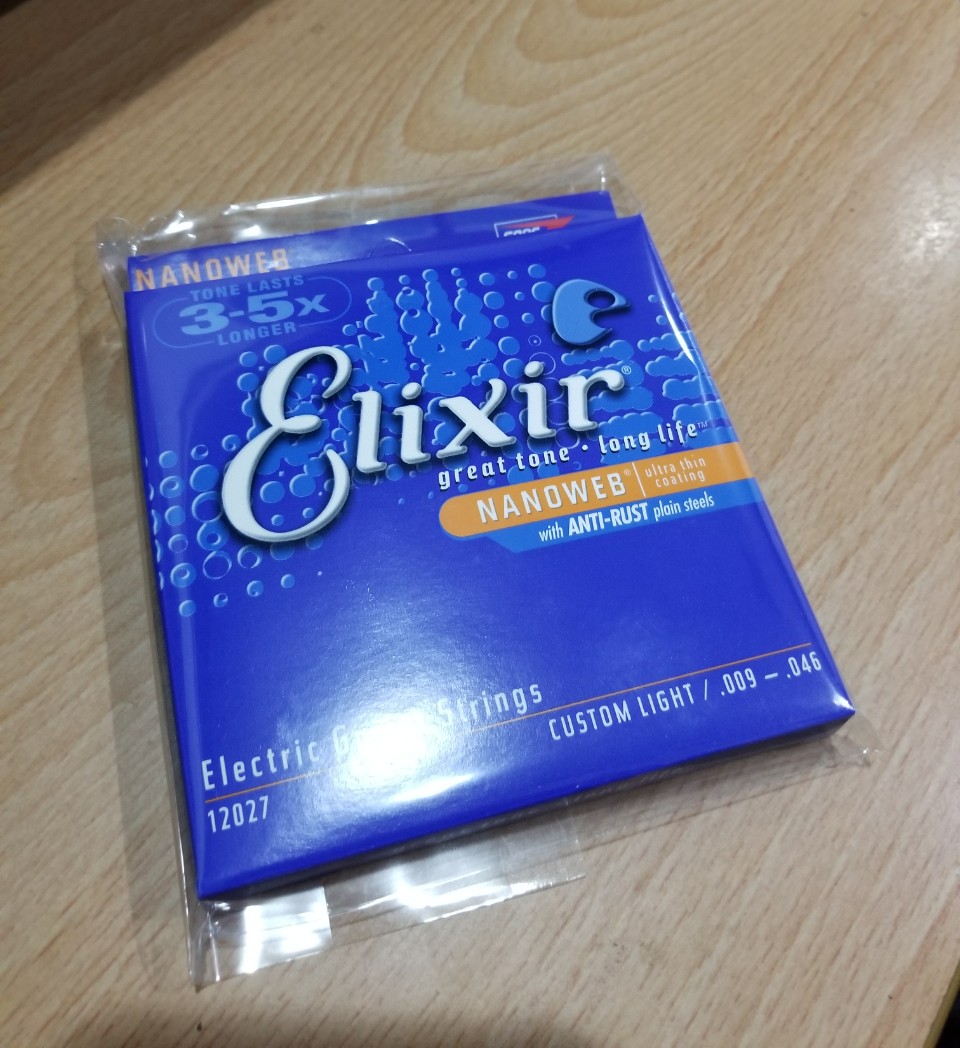 NANOWEB
TONE LASTS
3-5x
LONGER
Elixir®
great tone · long life™
NANOWEB® | ultra thin coating
with ANTI-RUST plain steels
Electric Strings
CUSTOM LIGHT / .009 – .046
12027